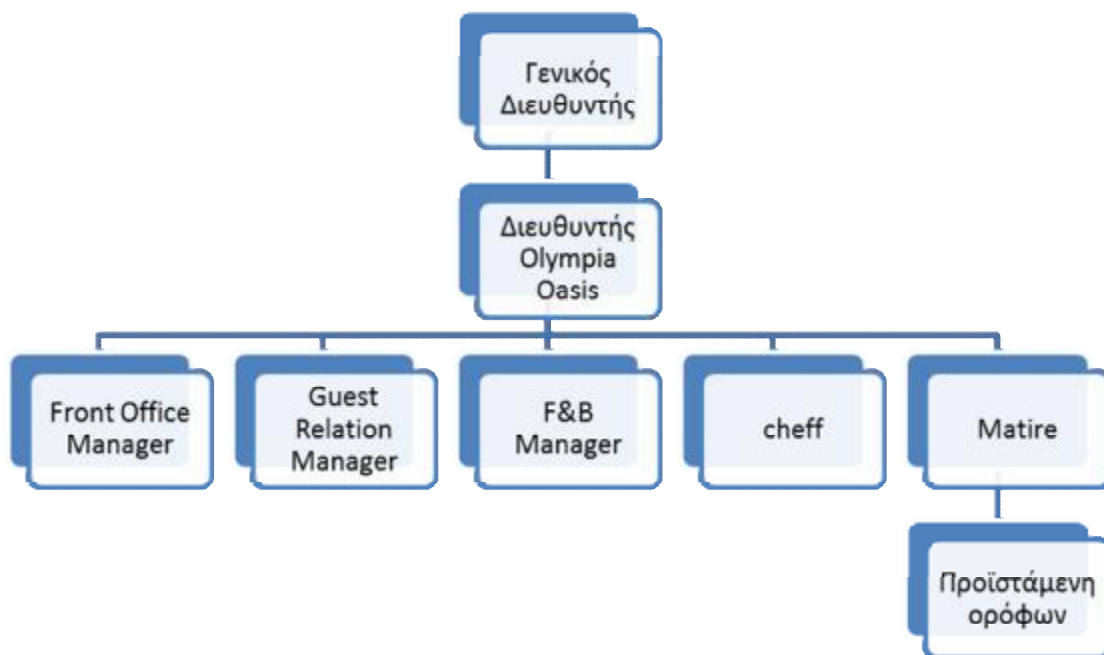 Γενικός
Διευθυντής
Διευθυντής
Olympia
Oasis
Front Office
Manager
Guest
Relation
Manager
F&B
Manager
cheff
Matire
Προϊστάμενη
ορόφων